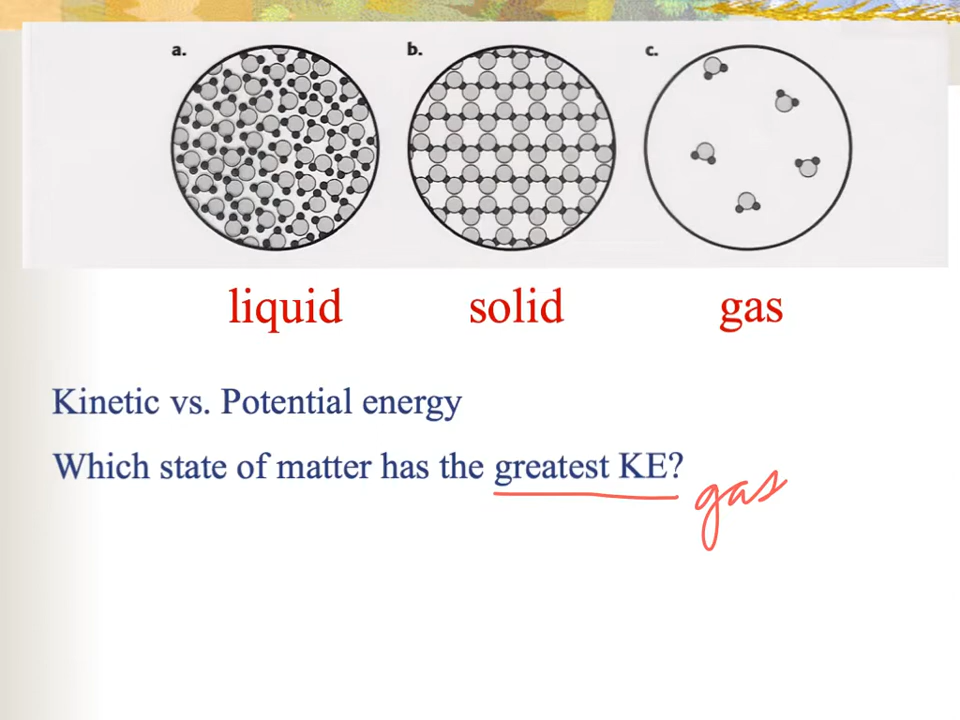 a. b. c.
liquid solid gas
Kinetic vs. Potential energy
Which state of matter has the greatest KE?
gas